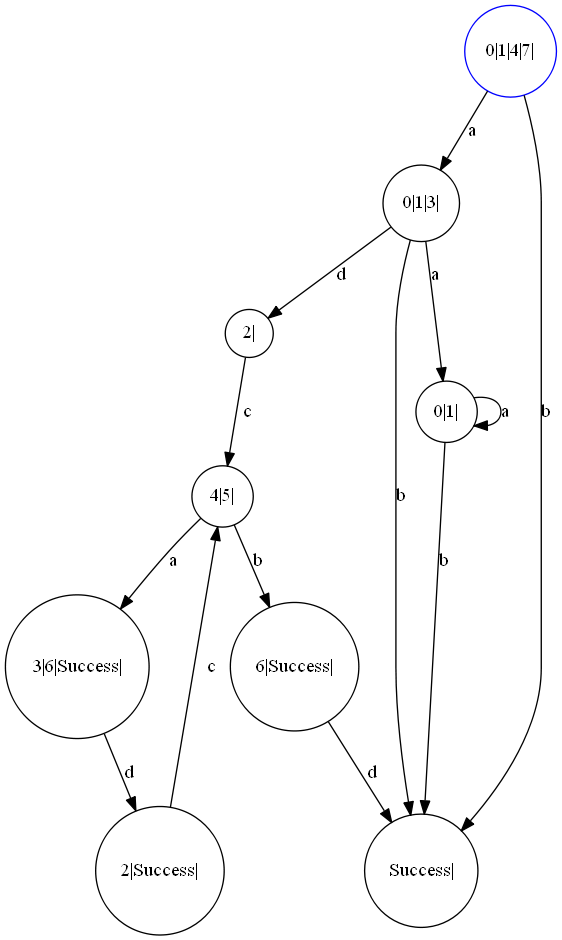 0|1|4|7|
a
0|1|3|
d
a
2|
c
0|1|
a
b
b
4|5|
a
b
b
3|6|Success|
c
6|Success|
d
d
2|Success|
Success|